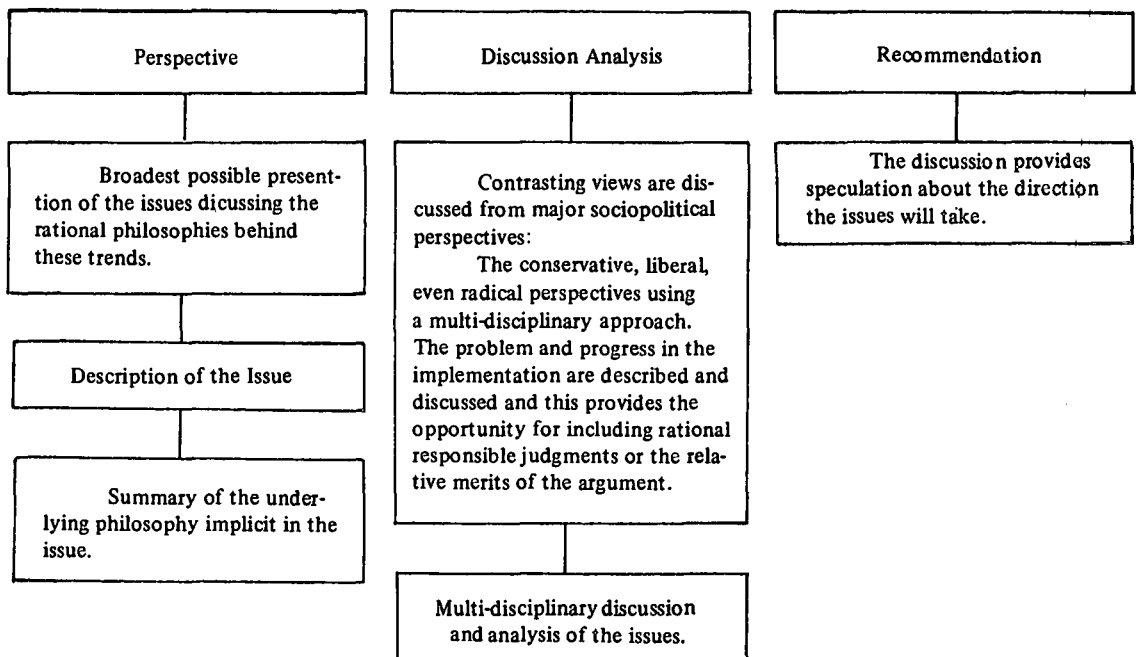 Perspective
Broadest possible present-
tion of the issues dicussing the
rational philosophies behind
these trends.
Description of the Issue
Summary of the under-
lying philosophy implicit in the
issue.
Discussion Analysis
Contrasting views are dis-
cussed from major sociopolitical
perspectives:
The conservative, liberal,
even radical perspectives using
a multi-disciplinary approach.
The problem and progress in the
implementation are described and
discussed and this provides the
opportunity for including rational
responsible judgments or the rela-
tive merits of the argument.
Multi-disciplinary discussion
and analysis of the issues.
Recommendation
The discussion provides
speculation about the direction
the issues will take.